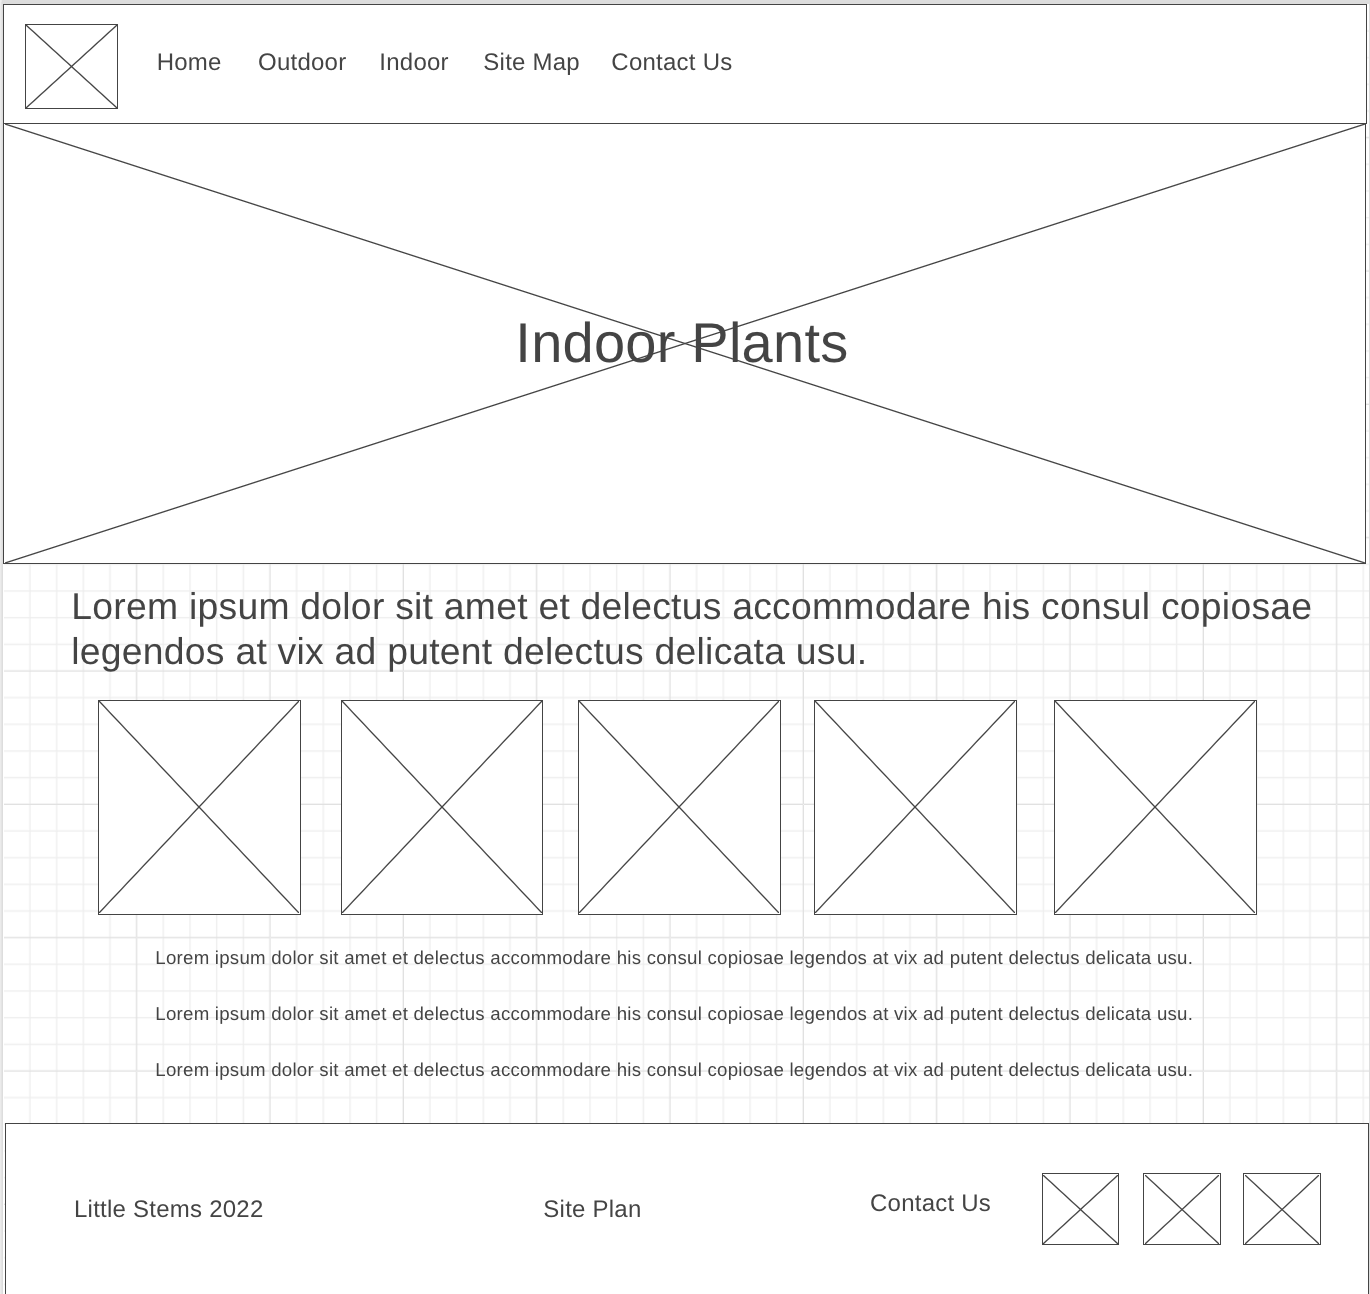 Home Outdoor Indoor Site Map Contact Us
Indoor Plants
Lorem ipsum dolor sit amet et delectus accommodare his consul copiosae
legendos at vix ad putent delectus delicata usu.
Lorem ipsum dolor sit amet et delectus accommodare his consul copiosae legendos at vix ad putent delectus delicata usu.
Lorem ipsum dolor sit amet et delectus accommodare his consul copiosae legendos at vix ad putent delectus delicata usu.
Lorem ipsum dolor sit amet et delectus accommodare his consul copiosae legendos at vix ad putent delectus delicata usu.
Little Stems 2022 Site Plan Contact Us